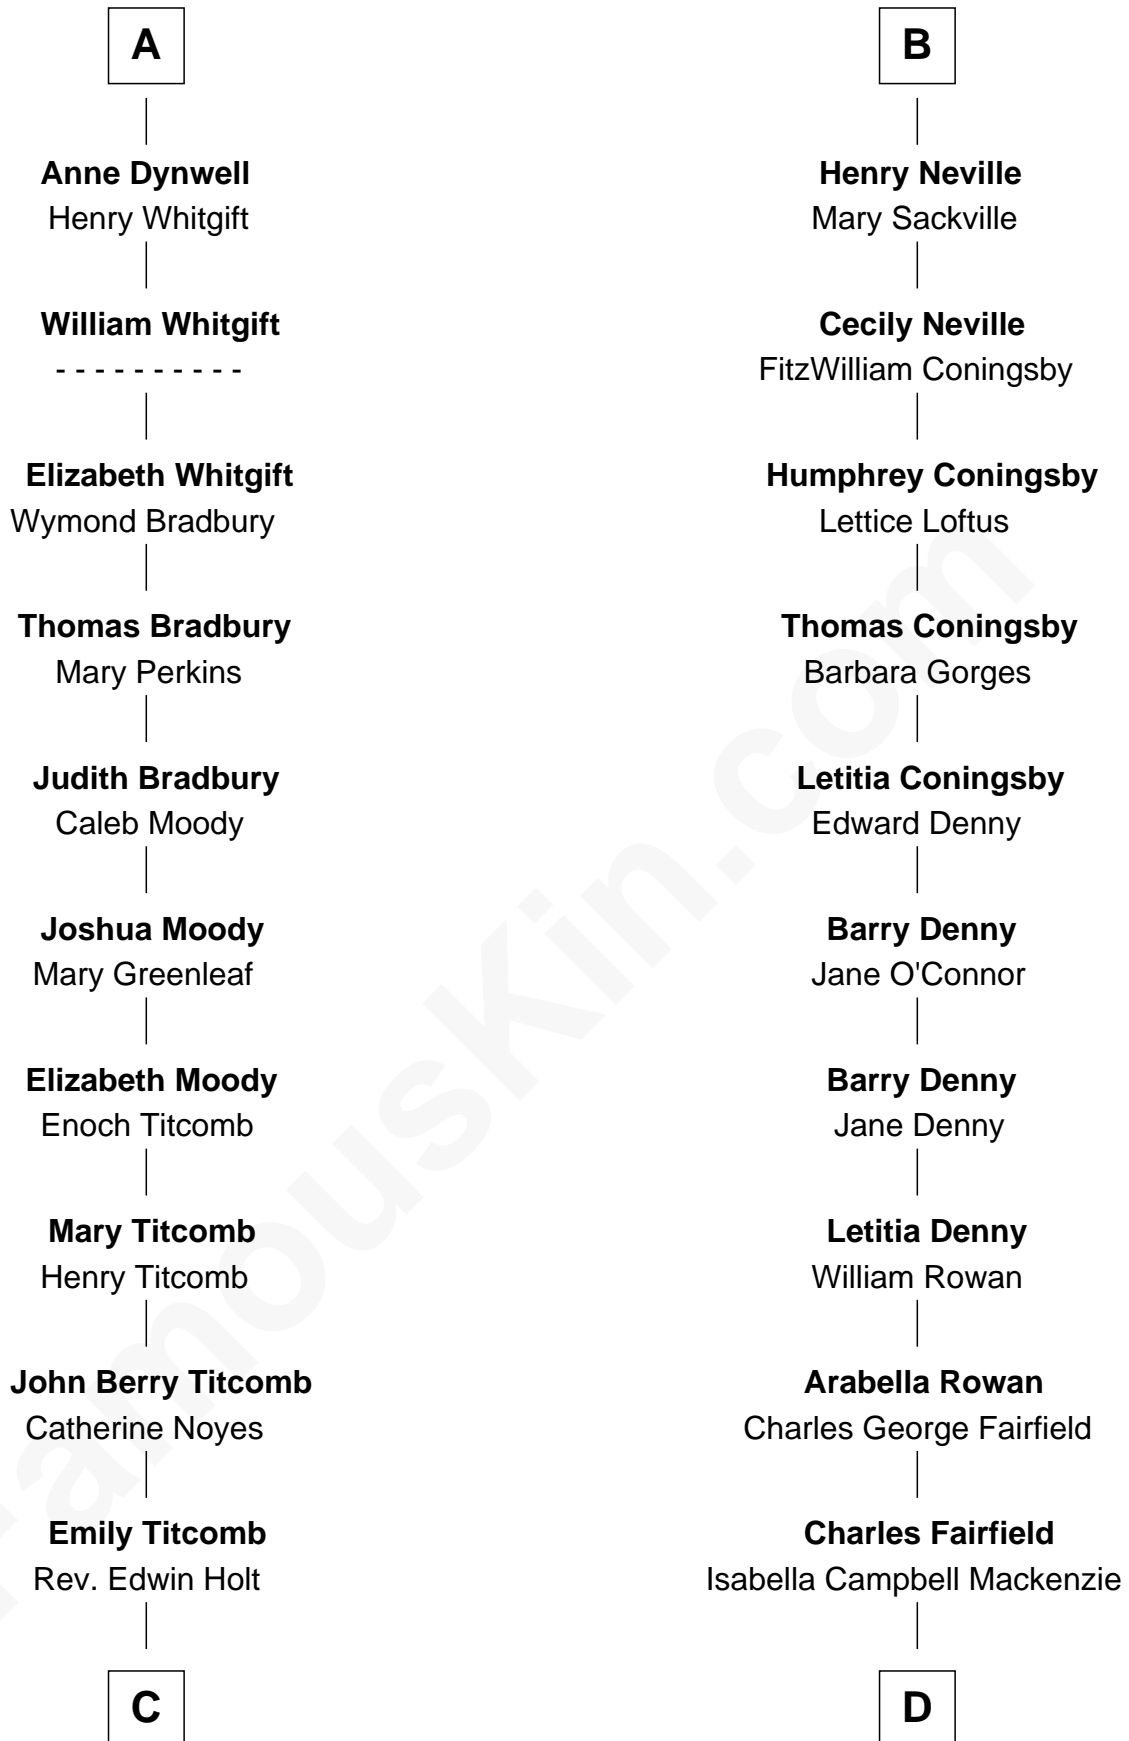 A
Anne Dynwell
Henry Whitgift
William Whitgift
- - - - - - - - - -
Elizabeth Whitgift
Wymond Bradbury
Thomas Bradbury
Mary Perkins
Judith Bradbury
Caleb Moody
Joshua Moody
Mary Greenleaf
Elizabeth Moody
Enoch Titcomb
Mary Titcomb
Henry Titcomb
John Berry Titcomb
Catherine Noyes
Emily Titcomb
Rev. Edwin Holt
C
B
Henry Neville
Mary Sackville
Cecily Neville
FitzWilliam Coningsby
Humphrey Coningsby
Lettice Loftus
Thomas Coningsby
Barbara Gorges
Letitia Coningsby
Edward Denny
Barry Denny
Jane O'Connor
Barry Denny
Jane Denny
Letitia Denny
William Rowan
Arabella Rowan
Charles George Fairfield
Charles Fairfield
Isabella Campbell Mackenzie
D
FamousKin.com